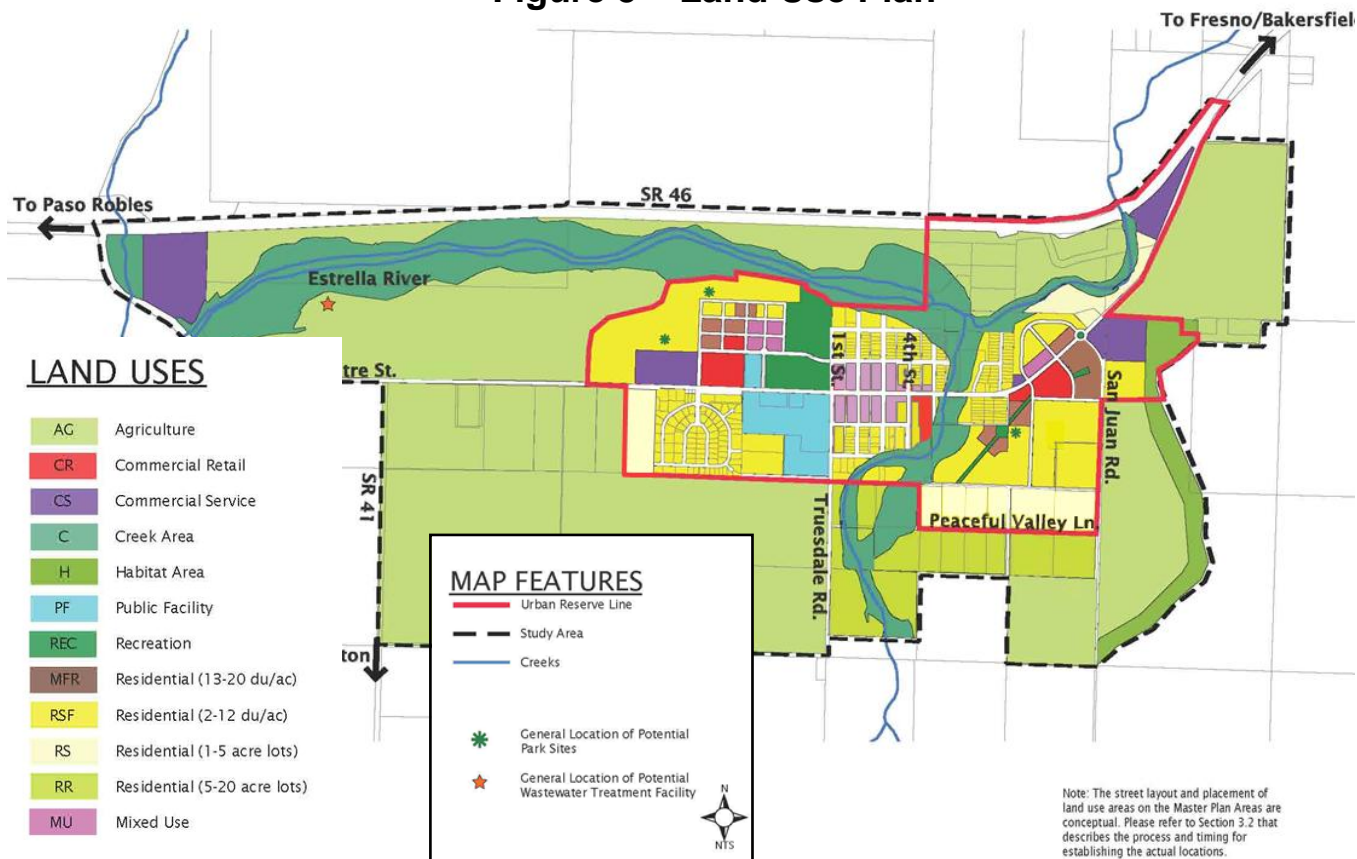 To Fresno/Bakersfiel
To Paso Robles
SR 46
Estrella River
tre St.
1st St.
4th St.
San Juan Rd.
SR 41
Truesdale Rd.
Peaceful Valley Ln.
ton
LAND USES
AG Agriculture
CR Commercial Retail
CS Commercial Service
C Creek Area
H Habitat Area
PF Public Facility
REC Recreation
MFR Residential (13-20 du/ac)
RSF Residential (2-12 du/ac)
RS Residential (1-5 acre lots)
RR Residential (5-20 acre lots)
MU Mixed Use
MAP FEATURES
Urban Reserve Line
Study Area
Creeks
General Location of Potential
Park Sites
General Location of Potential
Wastewater Treatment Facility
N
NTS
Note: The street layout and placement of
land use areas on the Master Plan Areas are
conceptual. Please refer to Section 3.2 that
describes the process and timing for
establishing the actual locations.